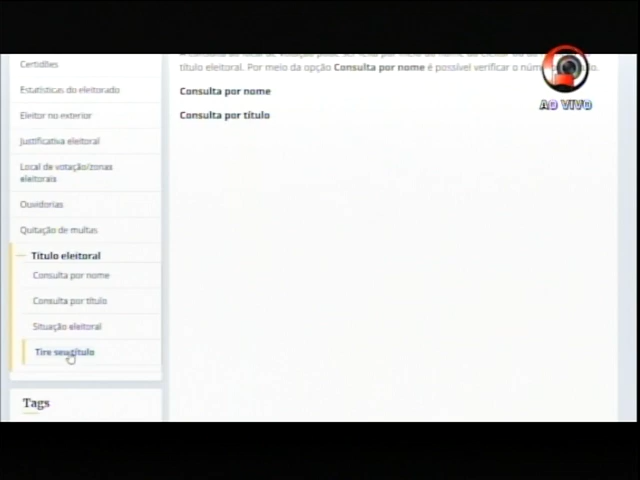 Certidões
título eleitoral. Por meio da opção Consulta por nome é possível verificar o
Estatísticas do eleitorado
Consulta por nome
AO VIVO
Eleitor no exterior
Consulta por título
Justificativa eleitoral
Local de votação/zonas
eleitorais
Ouvidorias
Quitação de multas
Título eleitoral
Consulta por nome
Consulta por título
Situação eleitoral
Tire seu título
Tags